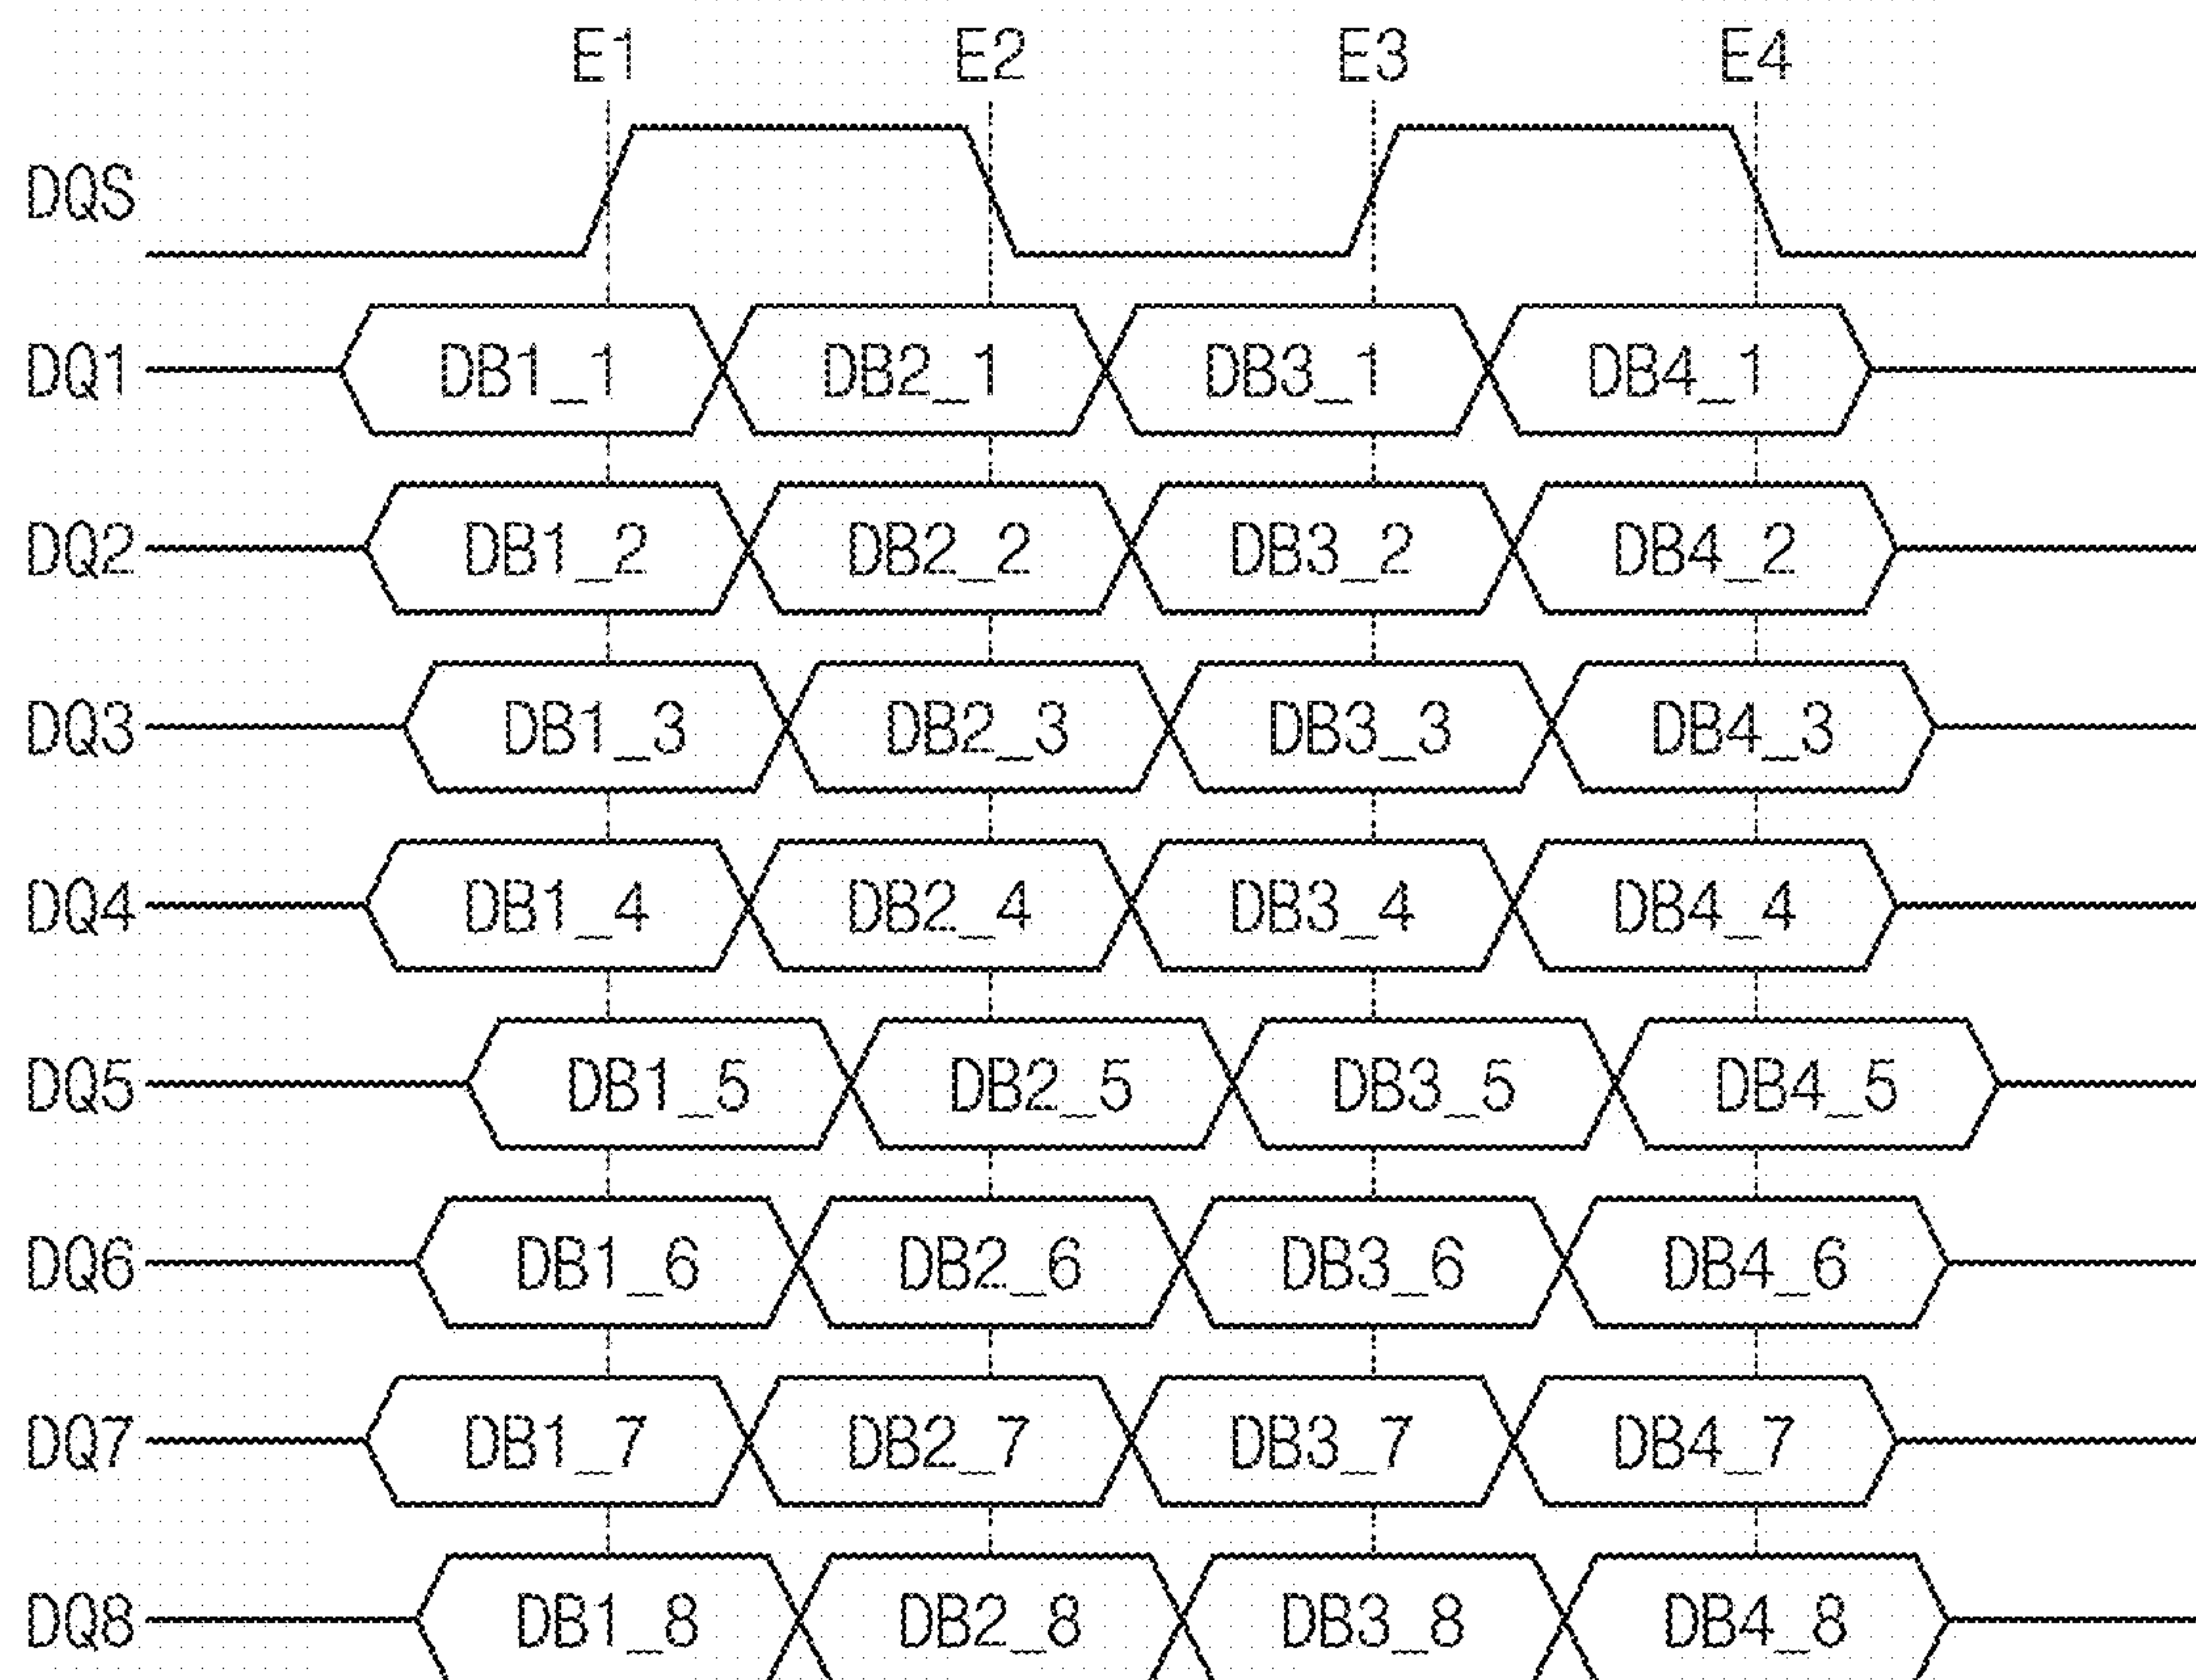 E1 E2 E3 E4
DQS
DQ1 DB1_1 DB2_1 DB3_1 DB4_1
DQ2 DB1_2 DB2_2 DB3_2 DB4_2
DQ3 DB1_3 DB2_3 DB3_3 DB4_3
DQ4 DB1_4 DB2_4 DB3_4 DB4_4
DQ5 DB1_5 DB2_5 DB3_5 DB4_5
DQ6 DB1_6 DB2_6 DB3_6 DB4_6
DQ7 DB1_7 DB2_7 DB3_7 DB4_7
DQ8 DB1_8 DB2_8 DB3_8 DB4_8